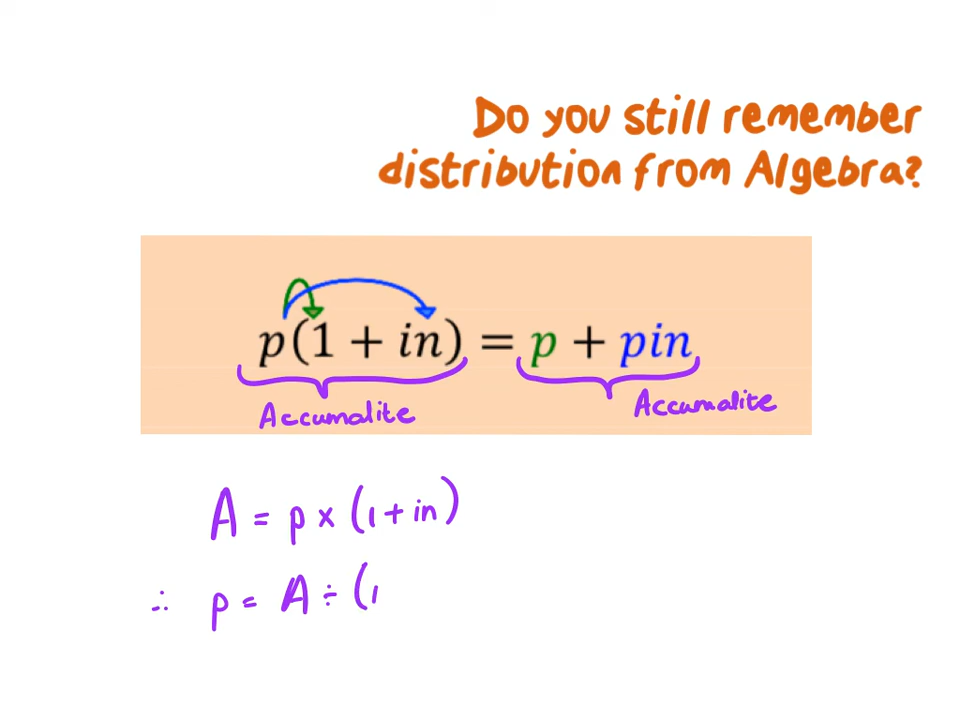 Do you still remember
distribution from Algebra?
p(1 + in) = p + pin
Accumalite Accumalite
A = p × (1 + in)
∴ p = A ÷ (1